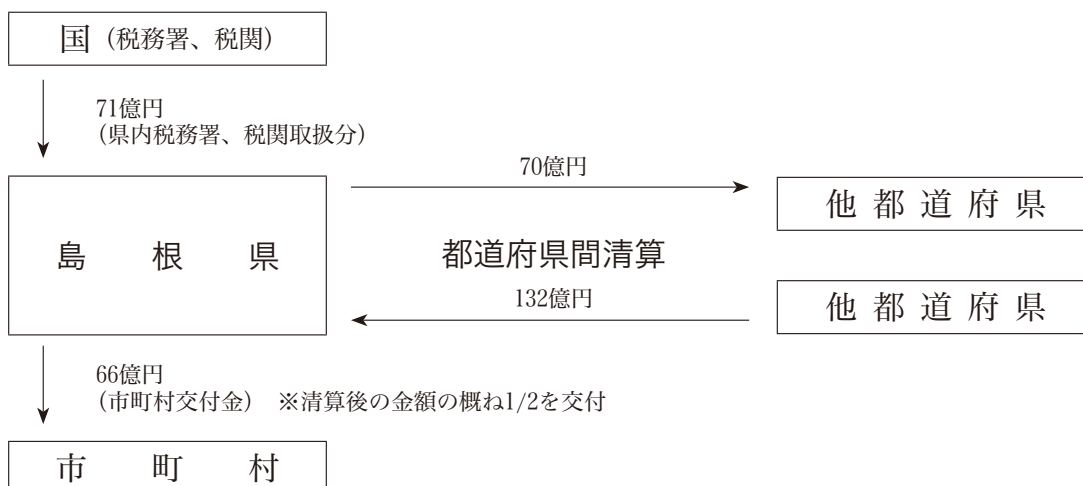 国（税務署、税関）
71億円
（県内税務署、税関取扱分）
70億円
他都道府県
島根県
都道府県間清算
132億円
他都道府県
66億円
（市町村交付金）　※清算後の金額の概ね1/2を交付
市町村